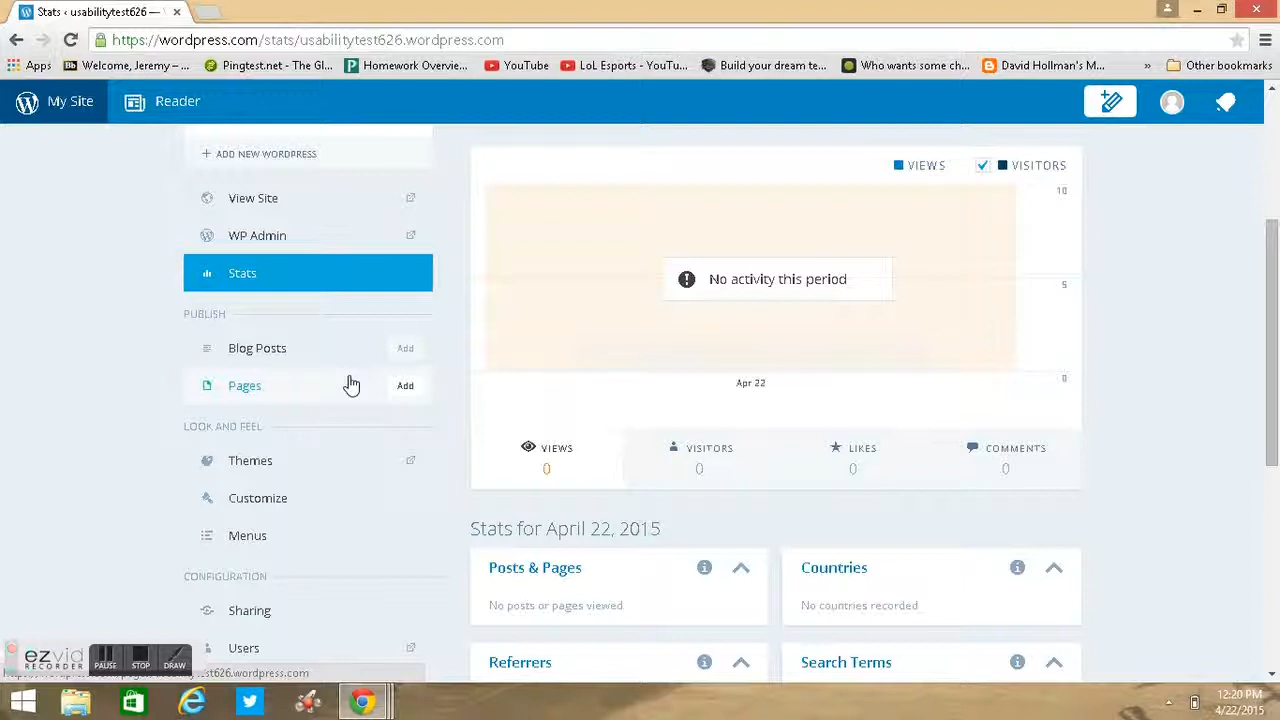 Stats ‹ usabilitytest626 —
https://wordpress.com/stats/usabilitytest626.wordpress.com
Apps
Welcome, Jeremy – ...
Pingtest.net - The Gl...
Homework Overvie...
YouTube
LoL Esports - YouTu...
Build your dream te...
Who wants some ch...
David Hollman's M...
»
Other bookmarks
My Site
Reader
+ ADD NEW WORDPRESS
VIEWS
VISITORS
View Site
WP Admin
Stats
10
No activity this period
5
0
Apr 22
PUBLISH
Blog Posts
Add
Pages
Add
LOOK AND FEEL
Themes
Customize
Menus
VIEWS
0
VISITORS
0
LIKES
0
COMMENTS
0
Stats for April 22, 2015
Posts & Pages
No posts or pages viewed
Countries
No countries recorded
CONFIGURATION
Sharing
Users
Referrers
Search Terms
ezvid
RECORDER
PAUSE
STOP
DRAW
626.wordpress.com
12:20 PM
4/22/2015